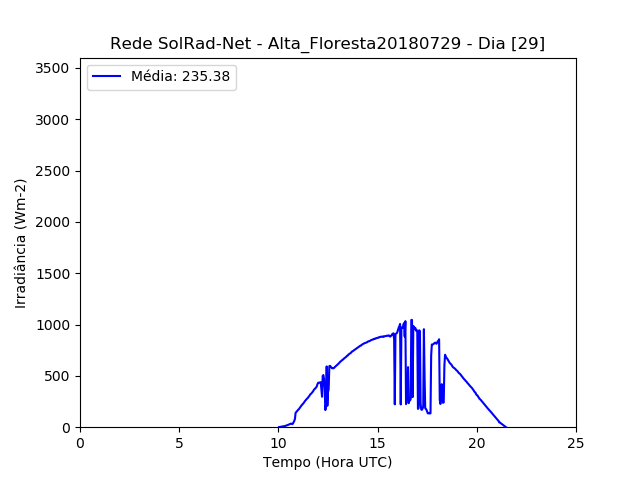 Rede SolRad-Net - Alta_Floresta20180729 - Dia [29]
Média: 235.38
3500
3000
2500
2000
1500
1000
500
0
Irradiância (Wm-2)
0 5 10 15 20 25
Tempo (Hora UTC)